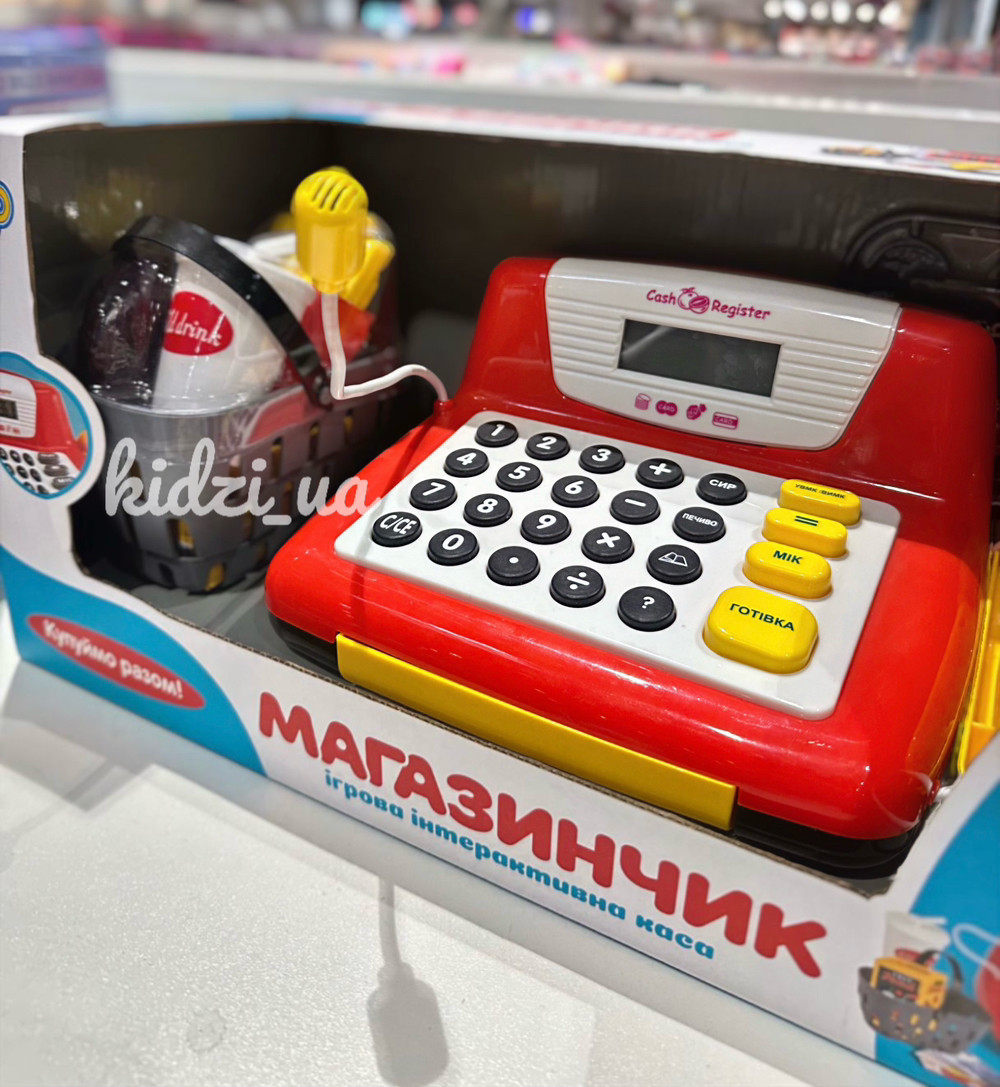 Cash Register
1 2 3 + СИР УВМК/ВИМК
4 5 6 − ПЕЧИВО =
7 8 9 × МІК
C/CE 0 . ÷ ? ГОТІВКА
kidzi_ua
Купуймо разом!
МАГАЗИНЧИК
ігрова інтерактивна каса